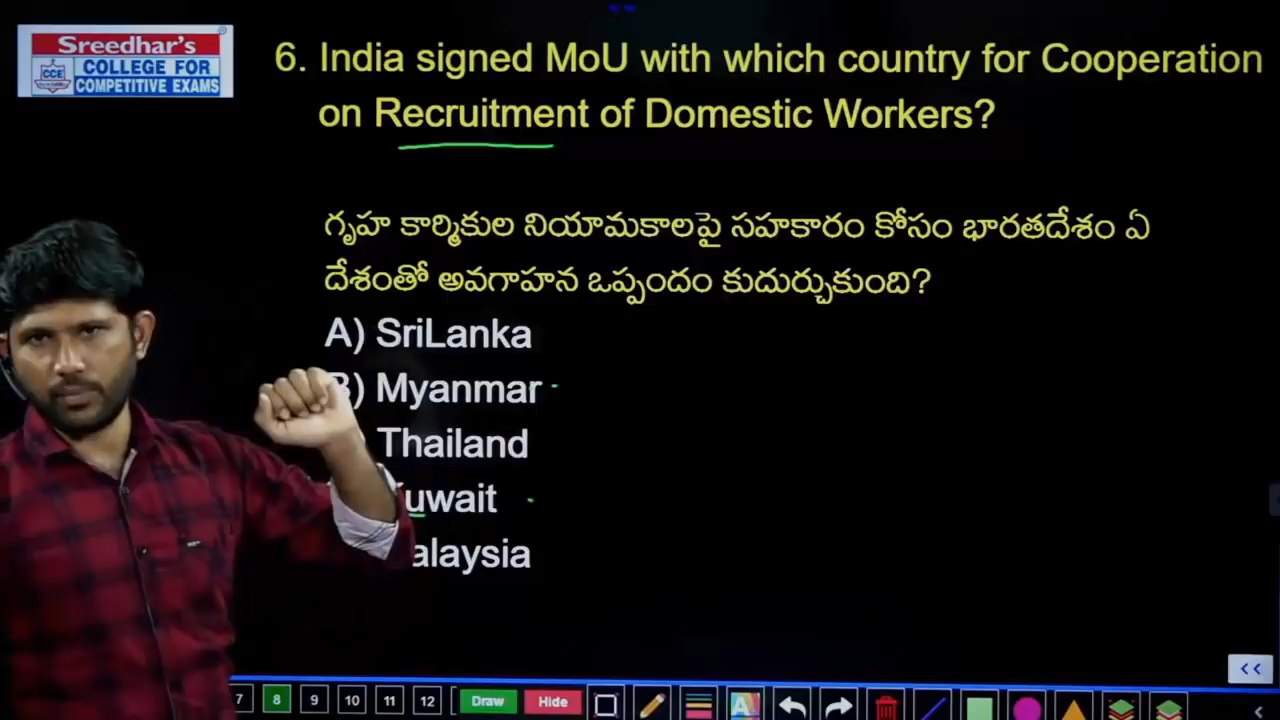 Sreedhar's
CCE
COLLEGE FOR
COMPETITIVE EXAMS
6. India signed MoU with which country for Cooperation
on Recruitment of Domestic Workers?
గృహ కార్మికుల నియామకాలపై సహకారం కోసం భారతదేశం ఏ
దేశంతో అవగాహన ఒప్పందం కుదుర్చుకుంది?
A) SriLanka
B) Myanmar
Thailand
Kuwait
alaysia
<<
7 8 9 10 11 12 Draw Hide A
<